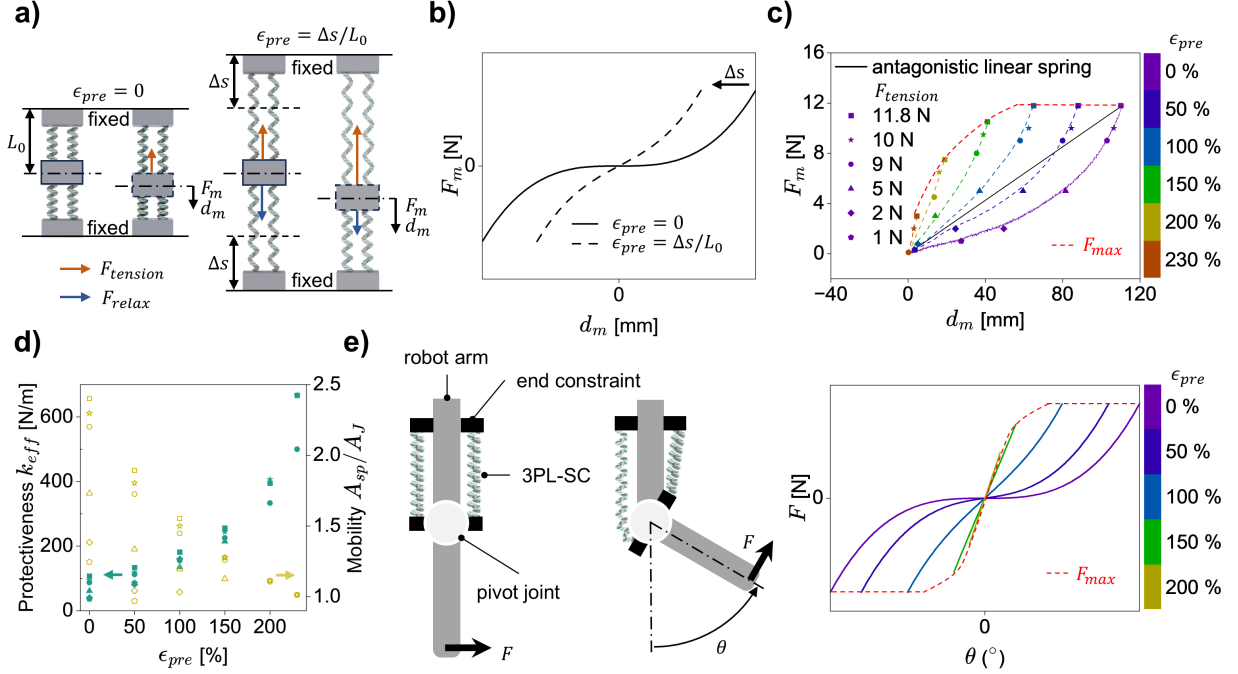 a)
ϵ_pre = 0
fixed
L_0
F_m
d_m
fixed
F_tension
F_relax
ϵ_pre = Δs/L_0
fixed
Δs
F_m
d_m
Δs
fixed
b)
Δs
F_m [N]
0
ϵ_pre = 0
ϵ_pre = Δs/L_0
0
d_m [mm]
c)
16
12
8
4
0
F_m [N]
antagonistic linear spring
F_tension
11.8 N
10 N
9 N
5 N
2 N
1 N
F_max
−40
0
40
80
120
d_m [mm]
ϵ_pre
0 %
50 %
100 %
150 %
200 %
230 %
d)
Protectiveness k_eff [N/m]
600
400
200
100
0
2.5
2.0
1.5
1.0
Mobility A_sp/A_J
0
50
100
150
200
ϵ_pre [%]
e)
robot arm
end constraint
3PL-SC
pivot joint
F
F
θ
F [N]
0
F_max
0
θ (°)
ϵ_pre
0 %
50 %
100 %
150 %
200 %